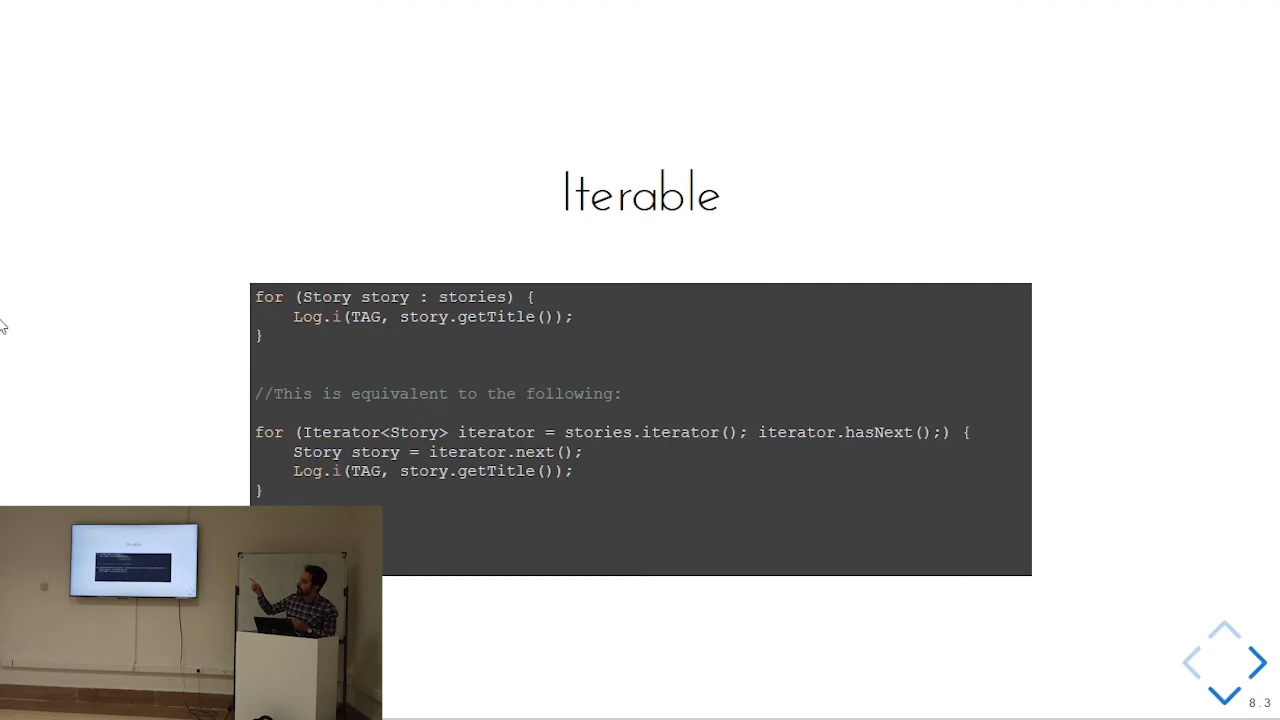 Iterable
for (Story story : stories) {
    Log.i(TAG, story.getTitle());
}
//This is equivalent to the following:
for (Iterator<Story> iterator = stories.iterator(); iterator.hasNext();) {
    Story story = iterator.next();
    Log.i(TAG, story.getTitle());
}
8.3